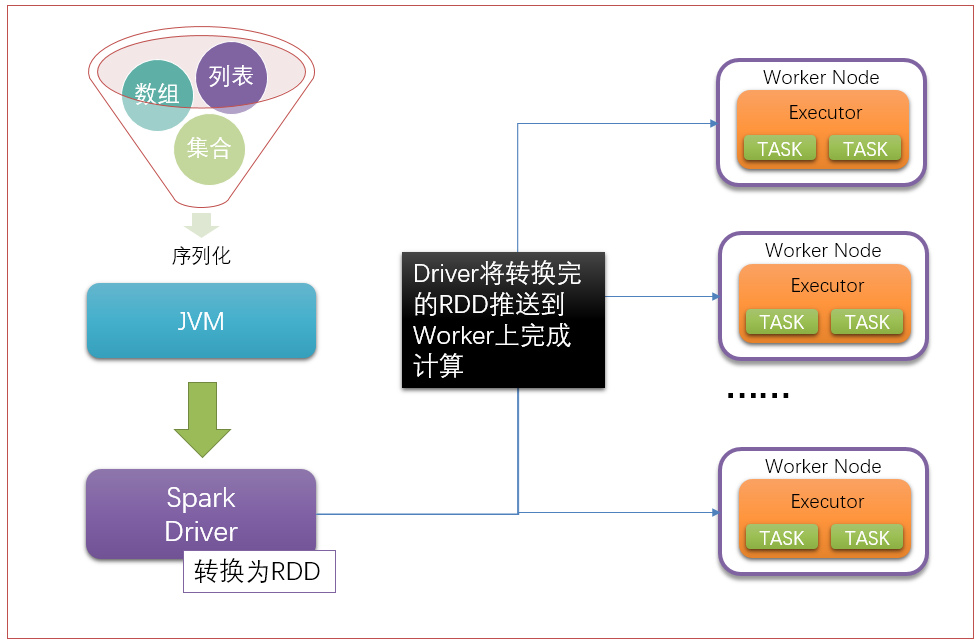 列表
数组
集合
序列化
JVM
Spark
Driver
转换为RDD
Driver将转换完
的RDD推送到
Worker上完成
计算
Worker Node
Executor
TASK TASK
Worker Node
Executor
TASK TASK
......
Worker Node
Executor
TASK TASK